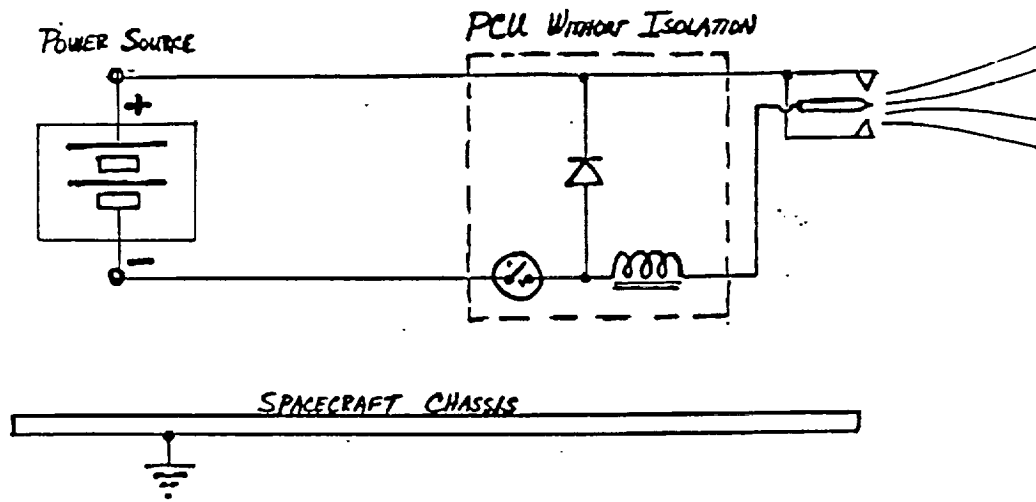 PCU WITHOUT ISOLATION
POWER SOURCE
+
-
SPACECRAFT CHASSIS